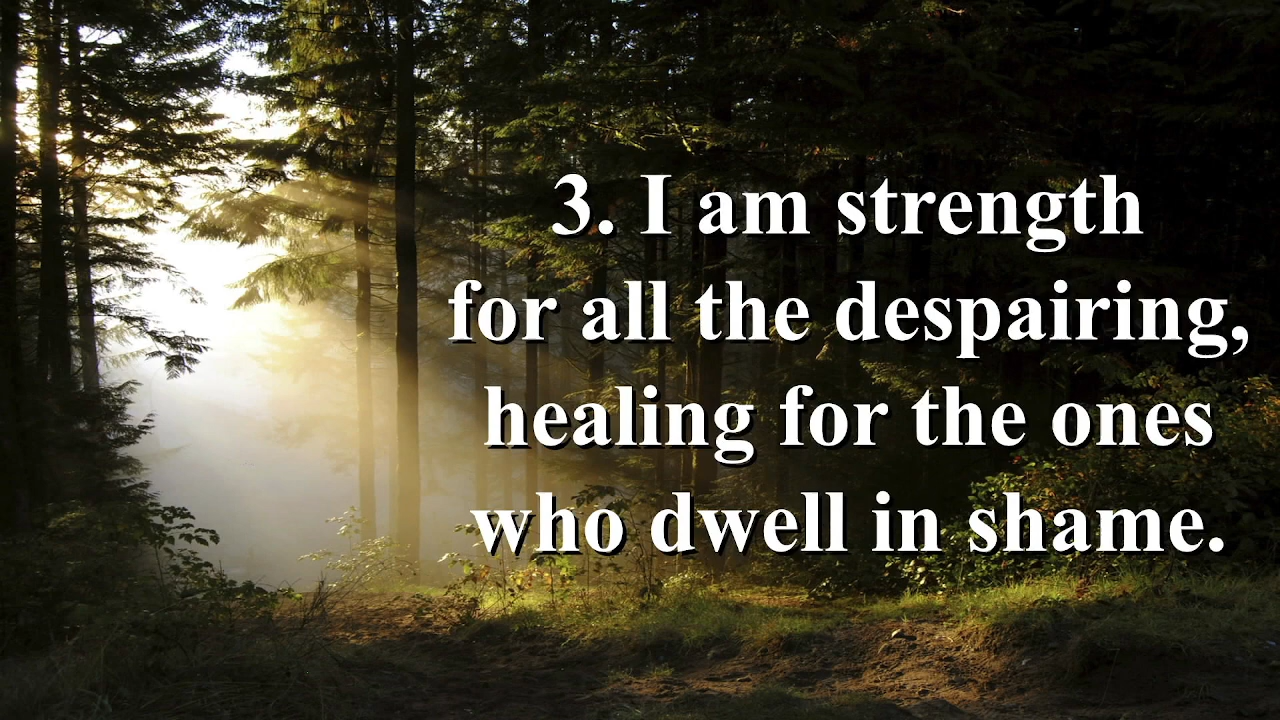 3. I am strength
for all the despairing,
healing for the ones
who dwell in shame.